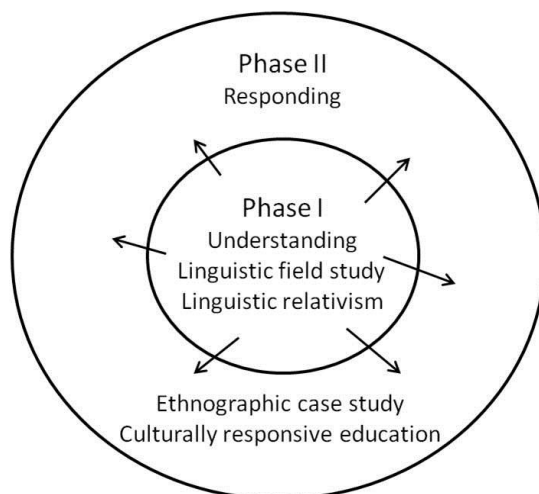 Phase II
Responding
Phase I
Understanding
Linguistic field study
Linguistic relativism
Ethnographic case study
Culturally responsive education